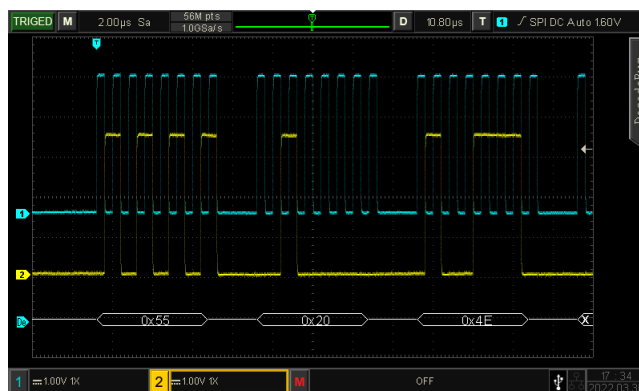 TRIGED M 2.00μs Sa 56M pts 1.0GSa/s D 10.80μs T 1 SPI DC Auto 1.60V
T
1
2
0x55 0x20 0x4E X
1 1.00V 1X 2 1.00V 1X M OFF 17:34